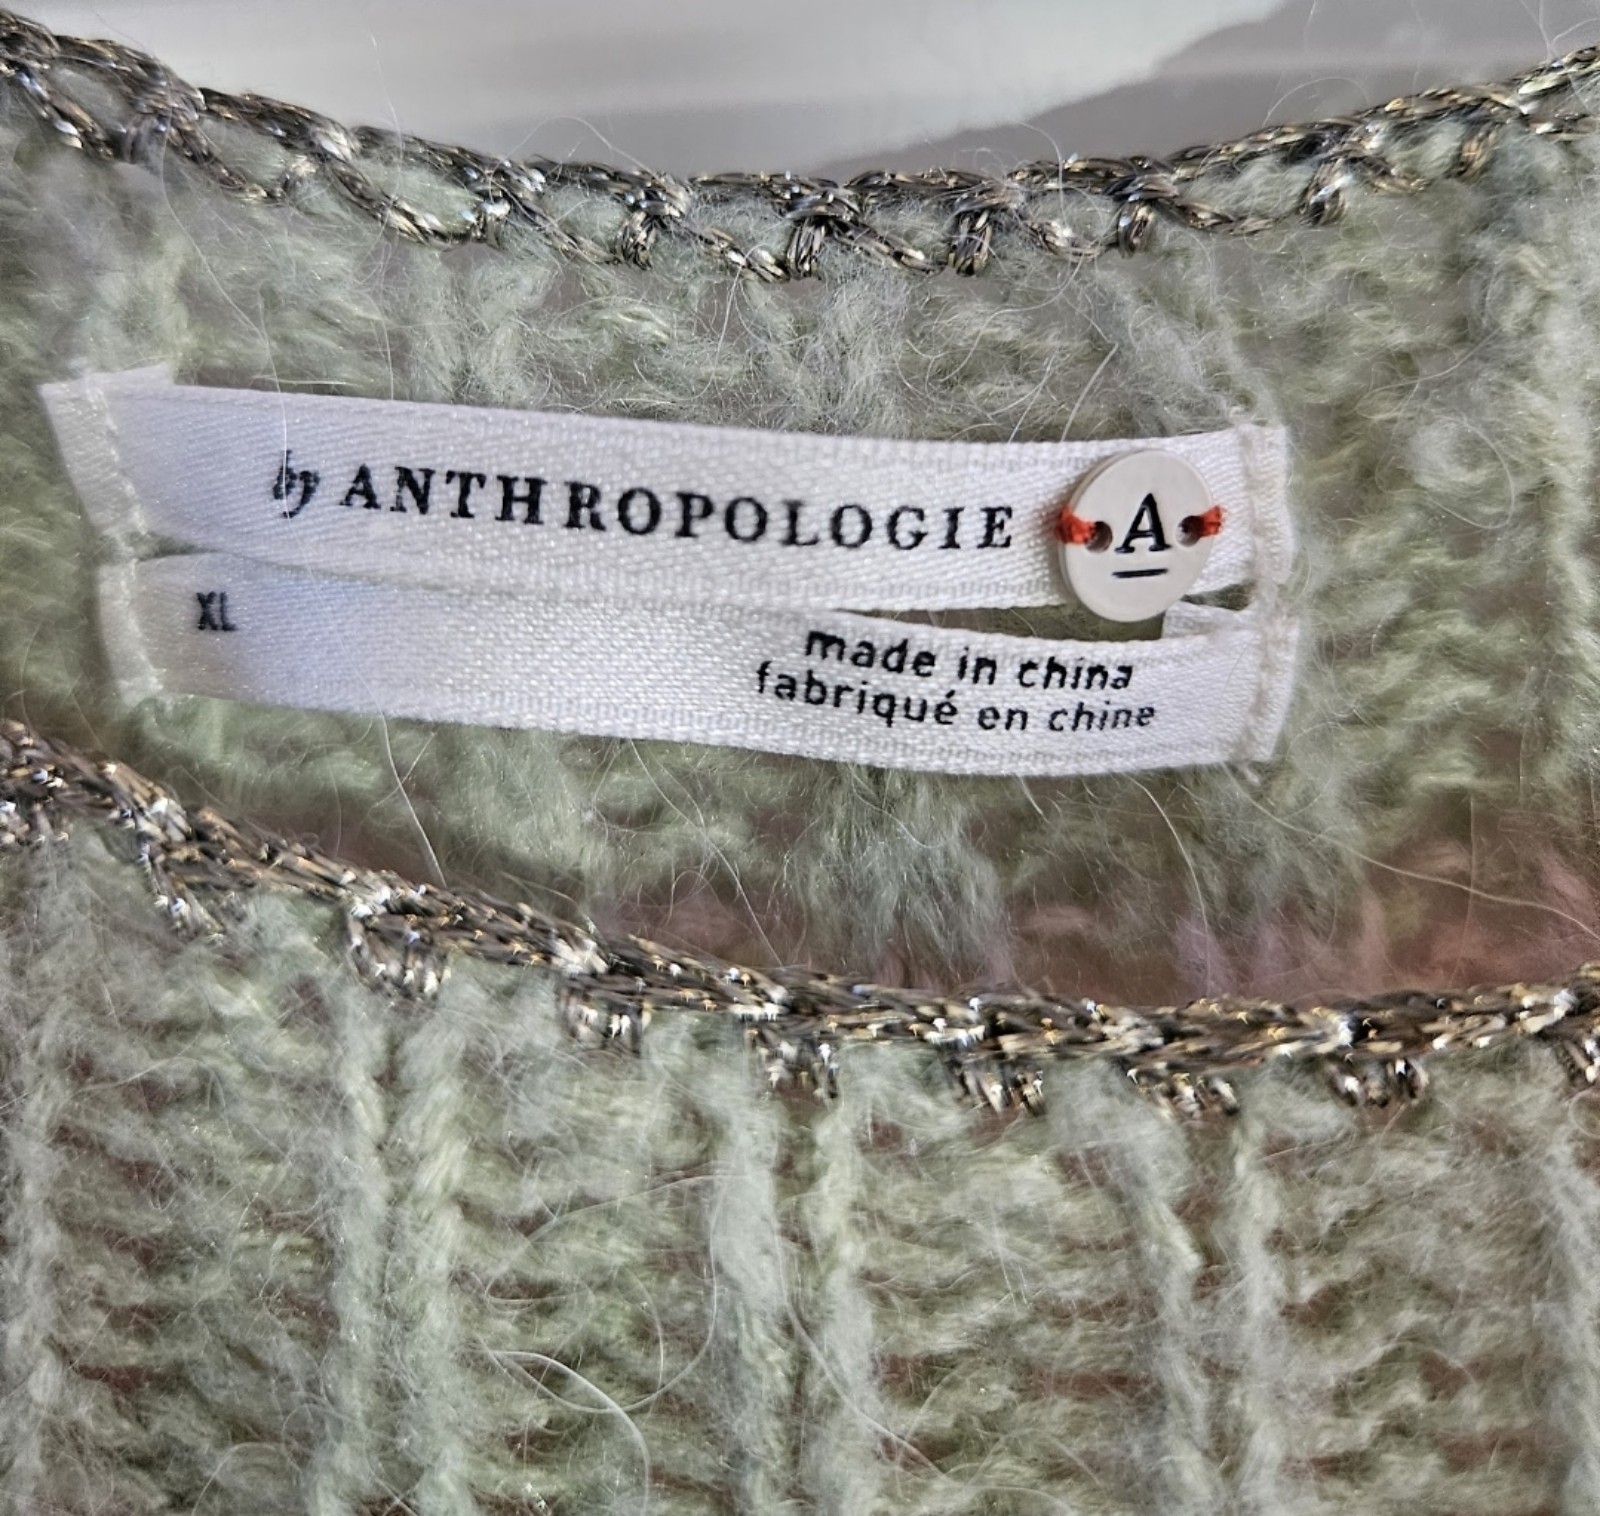 by ANTHROPOLOGIE
A
XL
made in china
fabriqué en chine